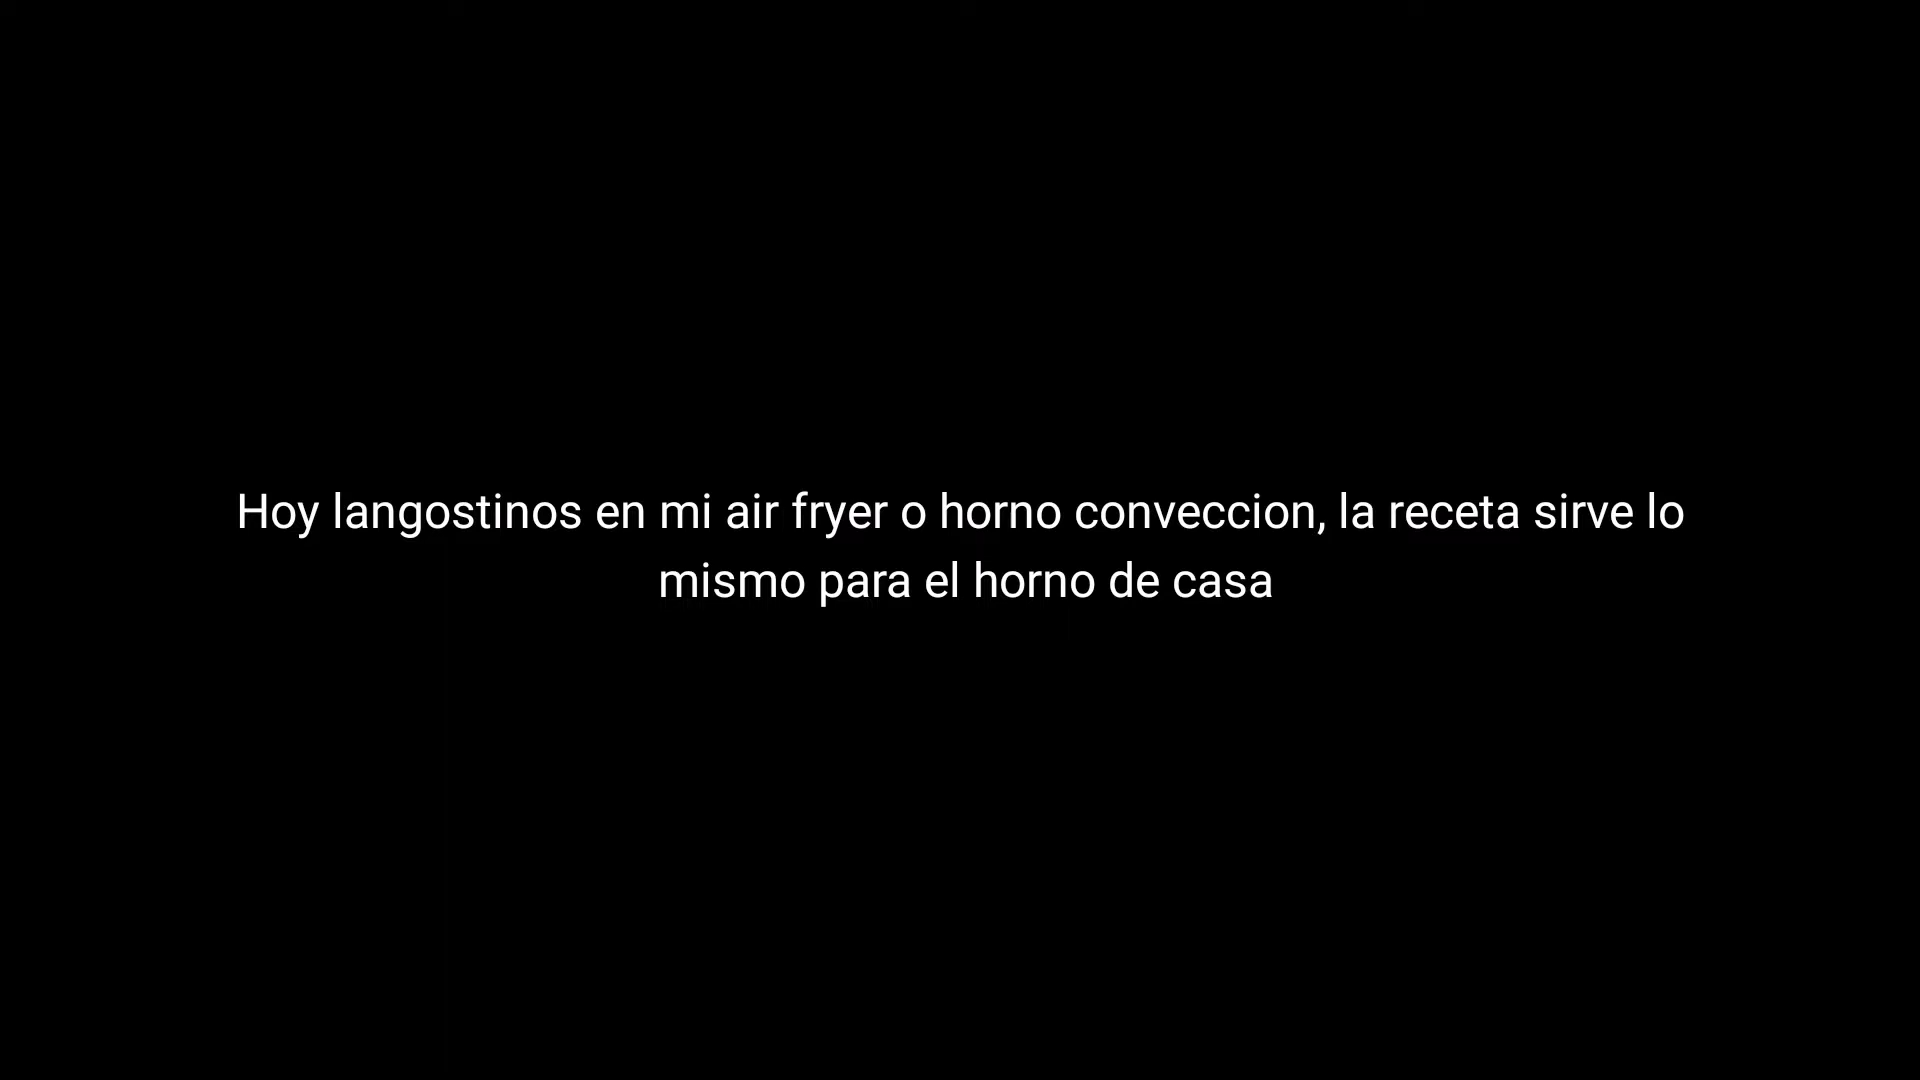 Hoy langostinos en mi air fryer o horno conveccion, la receta sirve lo
mismo para el horno de casa